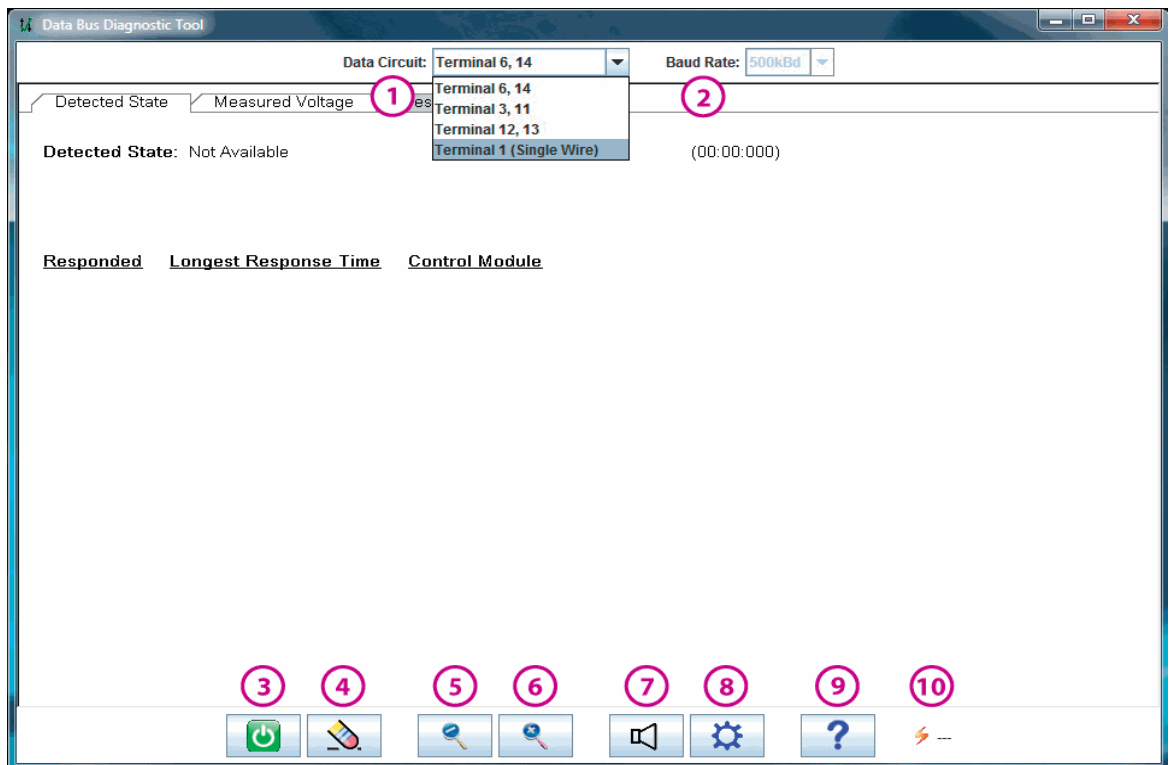 Data Bus Diagnostic Tool
Data Circuit: Terminal 6, 14 Baud Rate: 500kBd
Terminal 6, 14
Terminal 3, 11
Terminal 12, 13
Terminal 1 (Single Wire)
1 2
Detected State Measured Voltage es
Detected State: Not Available (00:00:000)
Responded Longest Response Time Control Module
3 4 5 6 7 8 9 10
? ---